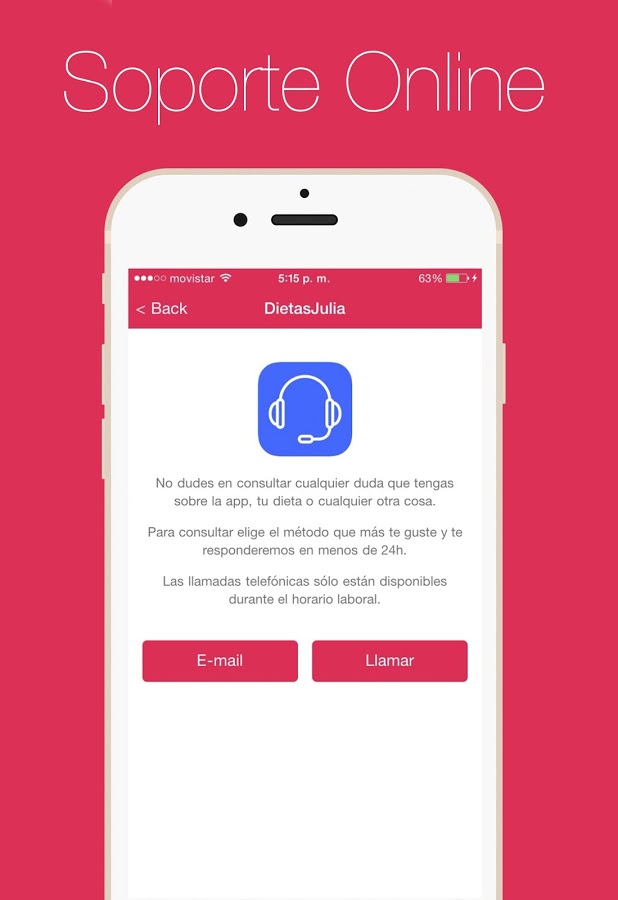 Soporte Online
movistar 5:15 p. m. 63%
< Back DietasJulia
No dudes en consultar cualquier duda que tengas
sobre la app, tu dieta o cualquier otra cosa.
Para consultar elige el método que más te guste y te
responderemos en menos de 24h.
Las llamadas telefónicas sólo están disponibles
durante el horario laboral.
E-mail Llamar